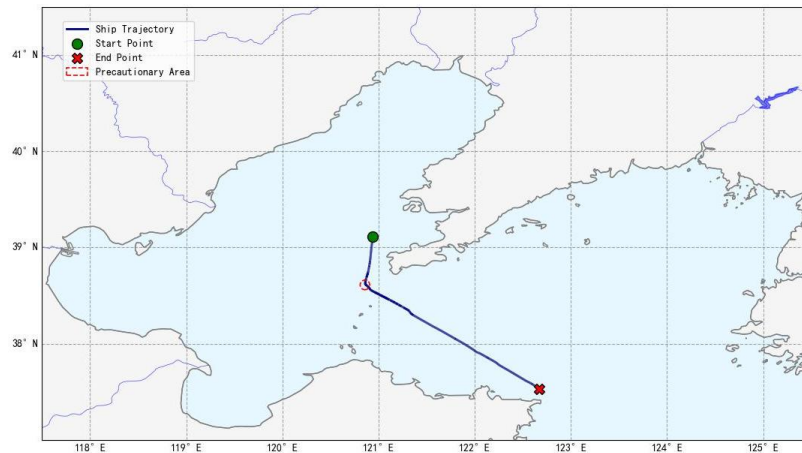 Ship Trajectory
Start Point
End Point
Precautionary Area
41° N
40° N
39° N
38° N
118° E
119° E
120° E
121° E
122° E
123° E
124° E
125° E